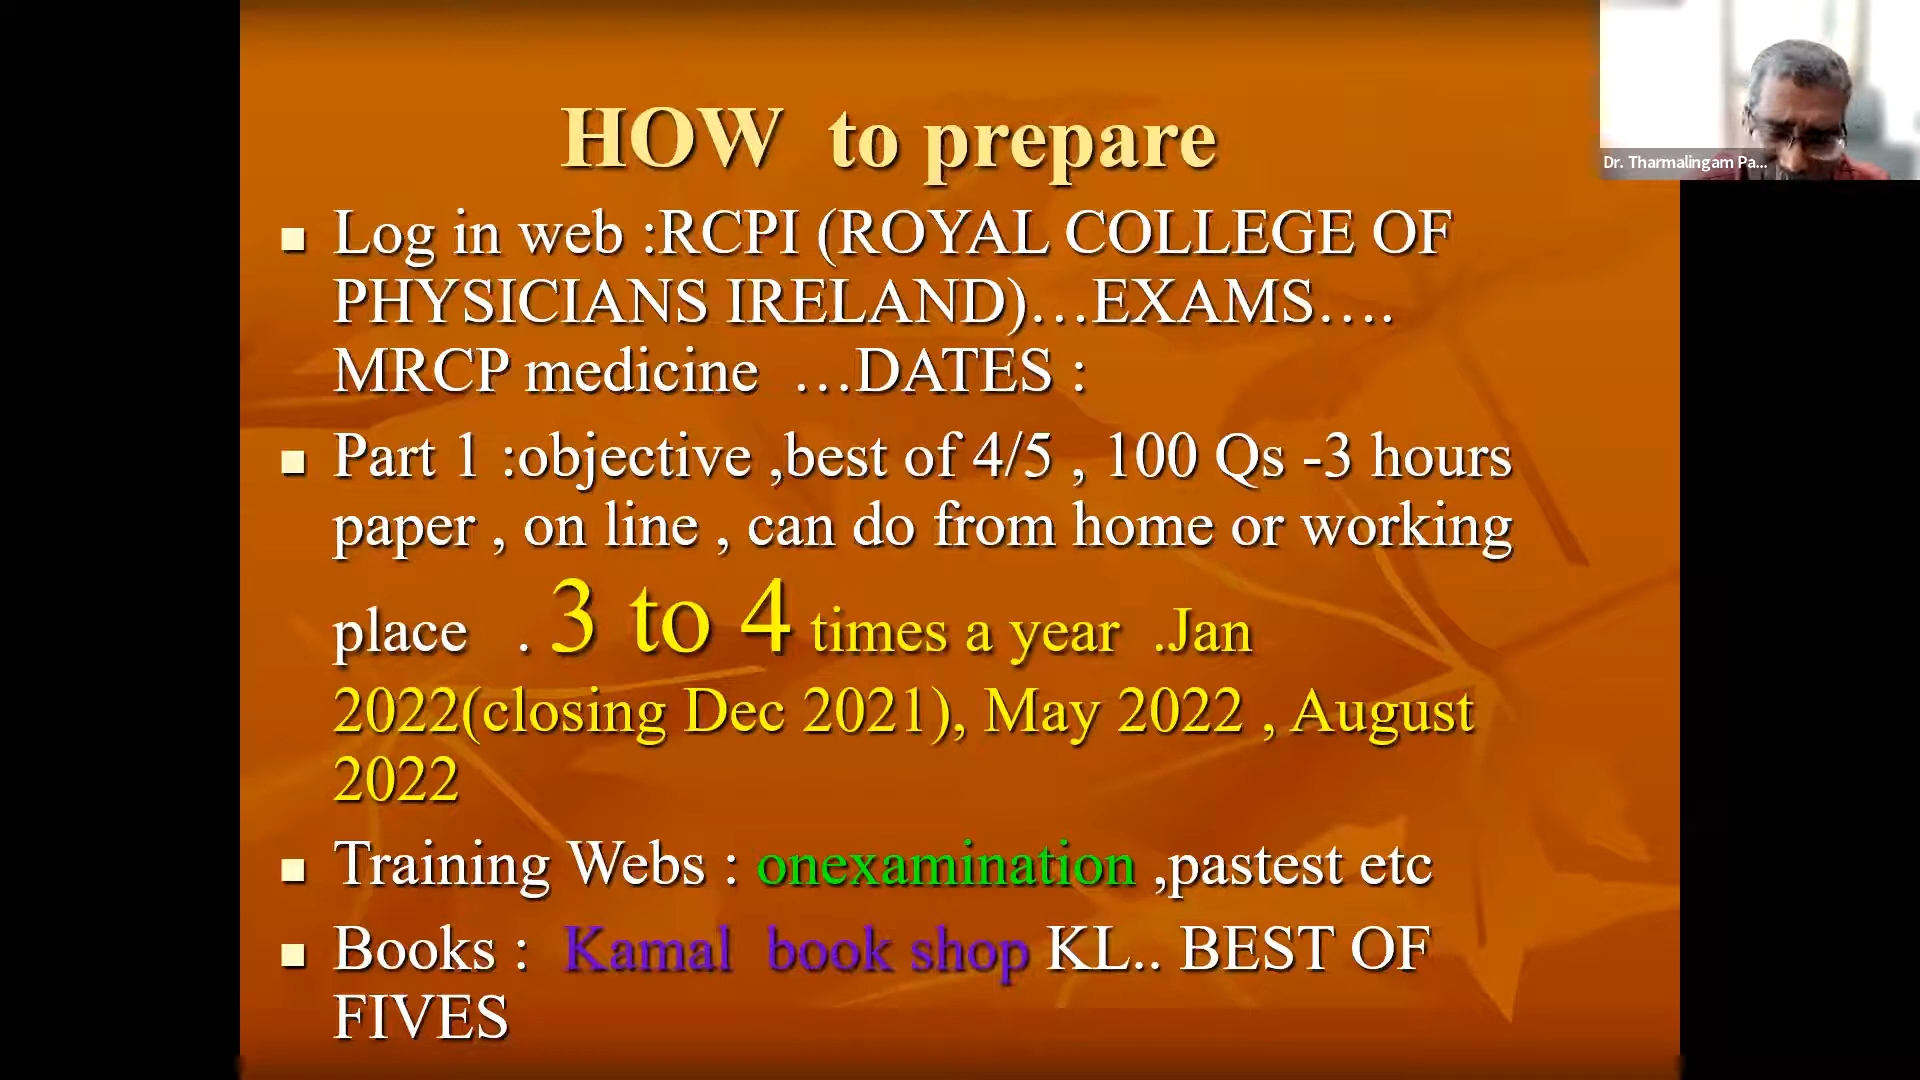 HOW to prepare
Log in web :RCPI (ROYAL COLLEGE OF
PHYSICIANS IRELAND)…EXAMS….
MRCP medicine …DATES :
Part 1 :objective ,best of 4/5 , 100 Qs -3 hours
paper , on line , can do from home or working
place . 3 to 4 times a year .Jan
2022(closing Dec 2021), May 2022 , August
2022
Training Webs : onexamination ,pastest etc
Books : Kamal book shop KL.. BEST OF
FIVES
Dr. Tharmalingam Pa...